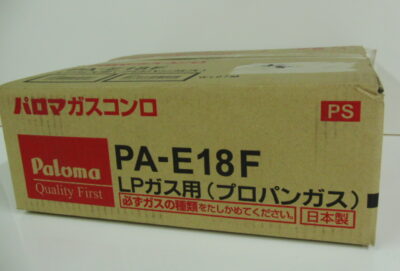 PA-E18F
パロマガスコンロ
PS
Paloma
Quality First
PA-E18F
LPガス用(プロパンガス)
必ずガスの種類をたしかめてください。
日本製